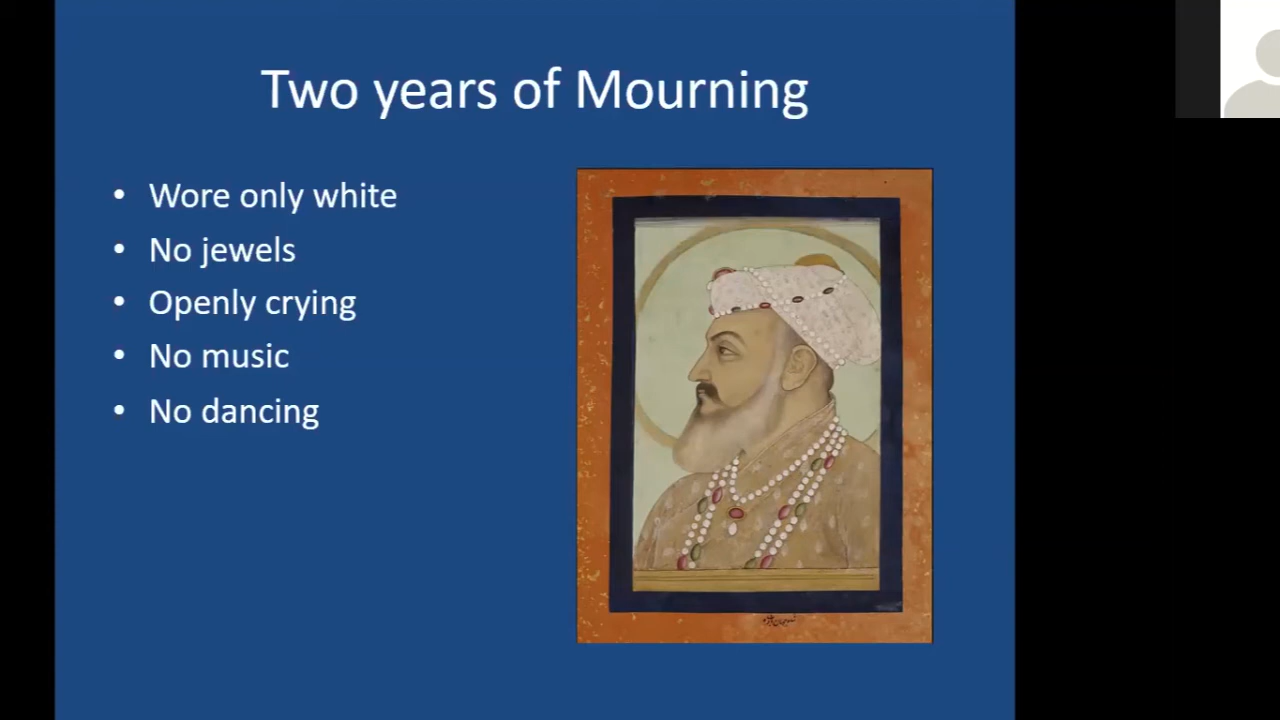 Two years of Mourning
• Wore only white
• No jewels
• Openly crying
• No music
• No dancing